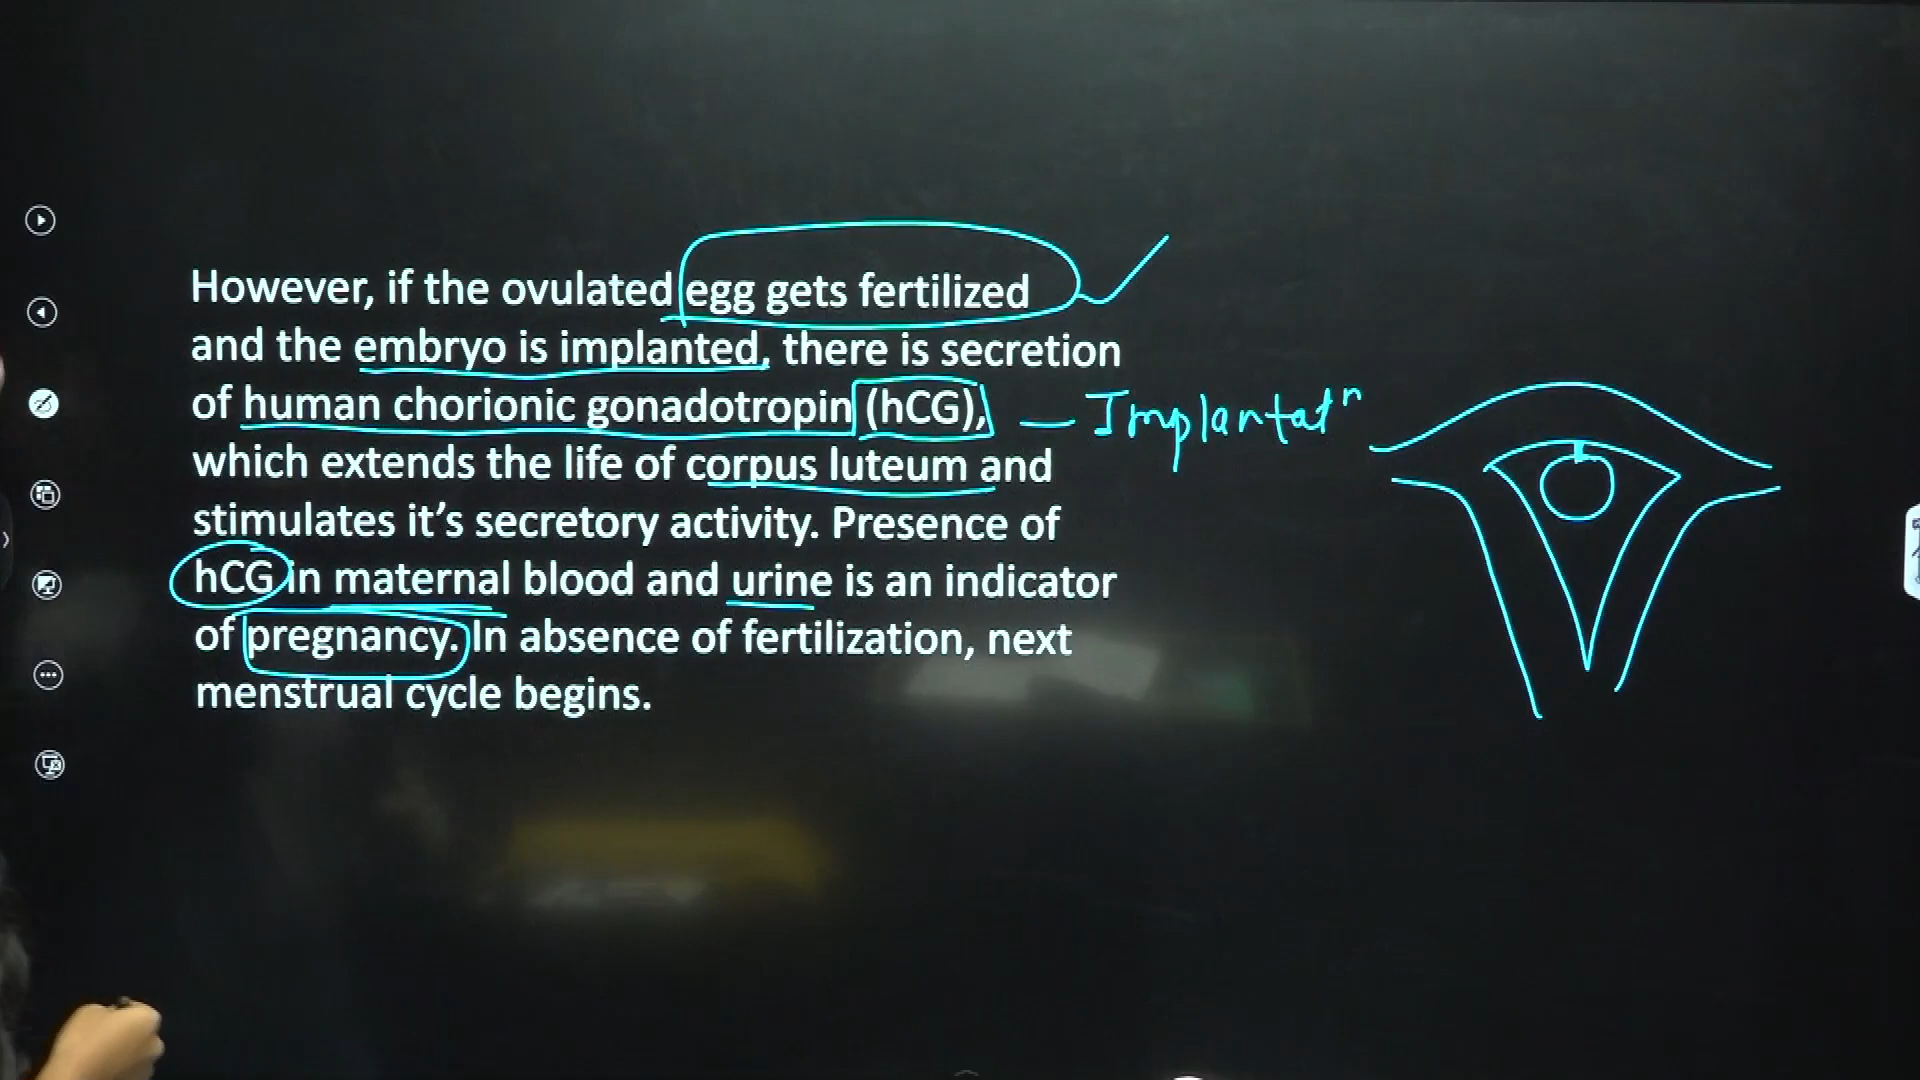 However, if the ovulated egg gets fertilized
and the embryo is implanted, there is secretion
of human chorionic gonadotropin (hCG), — Implantatⁿ
which extends the life of corpus luteum and
stimulates it’s secretory activity. Presence of
hCG in maternal blood and urine is an indicator
of pregnancy. In absence of fertilization, next
menstrual cycle begins.